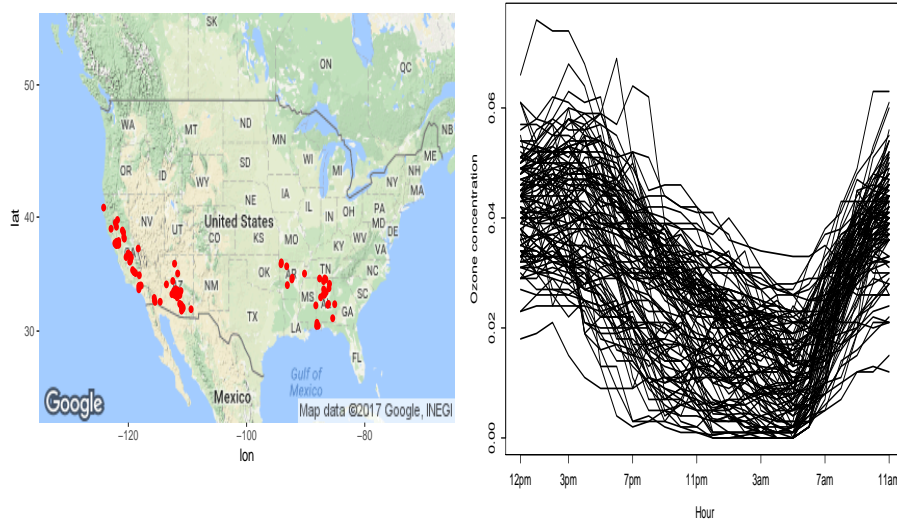 SK
ON
QC
WA
MT
ND
MN
NB
ME
OR
ID
SD
WI
MI
NH
WY
NY
MA
IA
NE
IL
IN
OH
PA
NV
UT
United States
CO
KS
MO
KY
WV
MD
DE
NJ
VA
OK
AR
TN
NC
NM
MS
SC
TX
LA
GA
FL
Gulf of
Mexico
Mexico
Google
Map data ©2017 Google, INEGI
50
40
30
lat
−120
−100
−80
lon
0.06
0.04
0.02
0.00
Ozone concentration
12pm
3pm
7pm
11pm
3am
7am
11am
Hour